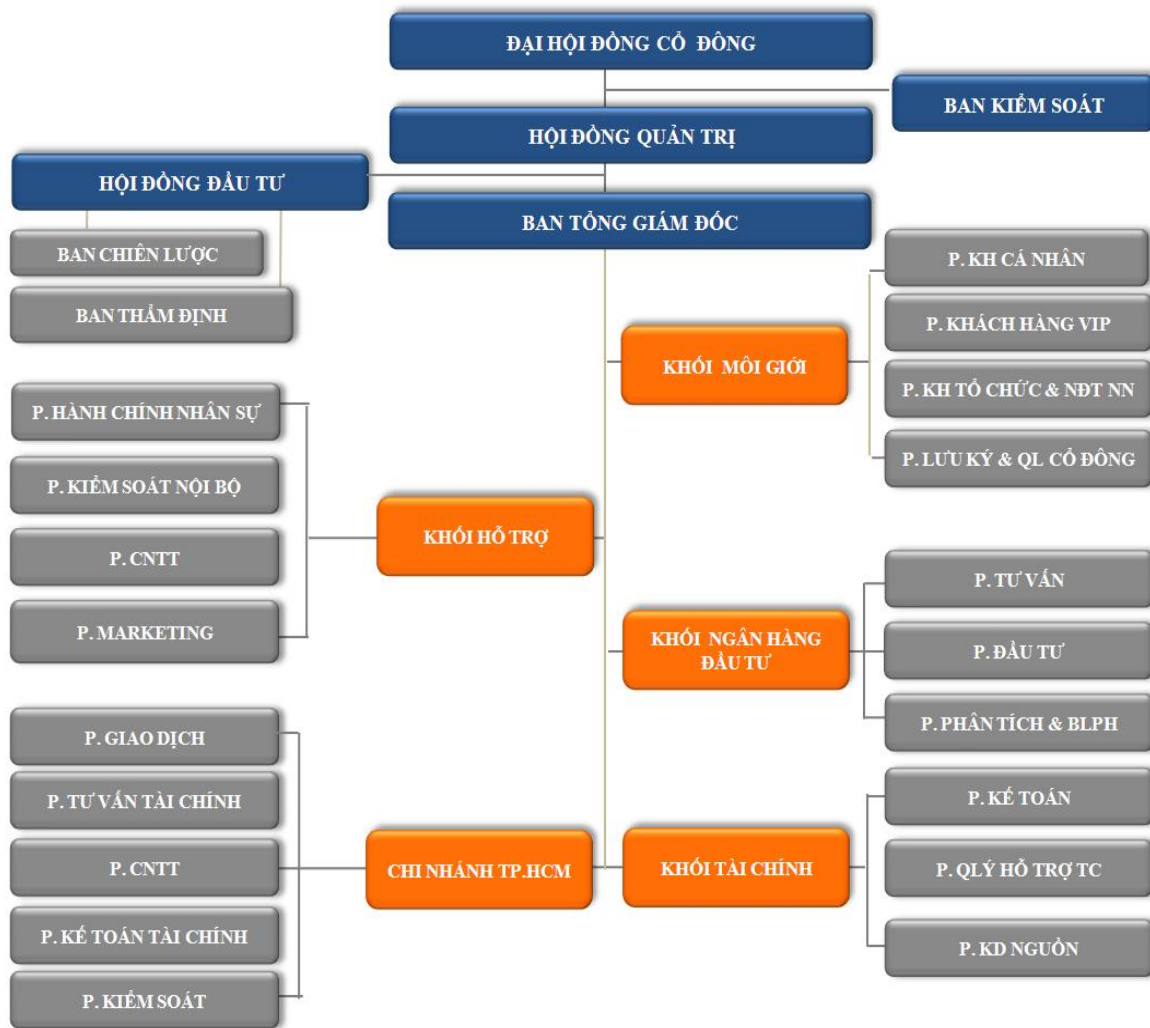 ĐẠI HỘI ĐỒNG CỔ ĐÔNG
BAN KIỂM SOÁT
HỘI ĐỒNG QUẢN TRỊ
HỘI ĐỒNG ĐẦU TƯ
BAN TỔNG GIÁM ĐỐC
BAN CHIẾN LƯỢC
BAN THẨM ĐỊNH
P. KH CÁ NHÂN
P. KHÁCH HÀNG VIP
KHỐI MÔI GIỚI
P. KH TỔ CHỨC & NĐT NN
P. LƯU KÝ & QL CỔ ĐÔNG
P. HÀNH CHÍNH NHÂN SỰ
P. KIỂM SOÁT NỘI BỘ
KHỐI HỖ TRỢ
P. CNTT
P. MARKETING
P. TƯ VẤN
KHỐI NGÂN HÀNG
ĐẦU TƯ
P. ĐẦU TƯ
P. PHÂN TÍCH & BLPH
P. GIAO DỊCH
P. TƯ VẤN TÀI CHÍNH
P. CNTT
P. KẾ TOÁN TÀI CHÍNH
P. KIỂM SOÁT
CHI NHÁNH TP.HCM
KHỐI TÀI CHÍNH
P. KẾ TOÁN
P. QLÝ HỖ TRỢ TC
P. KD NGUỒN